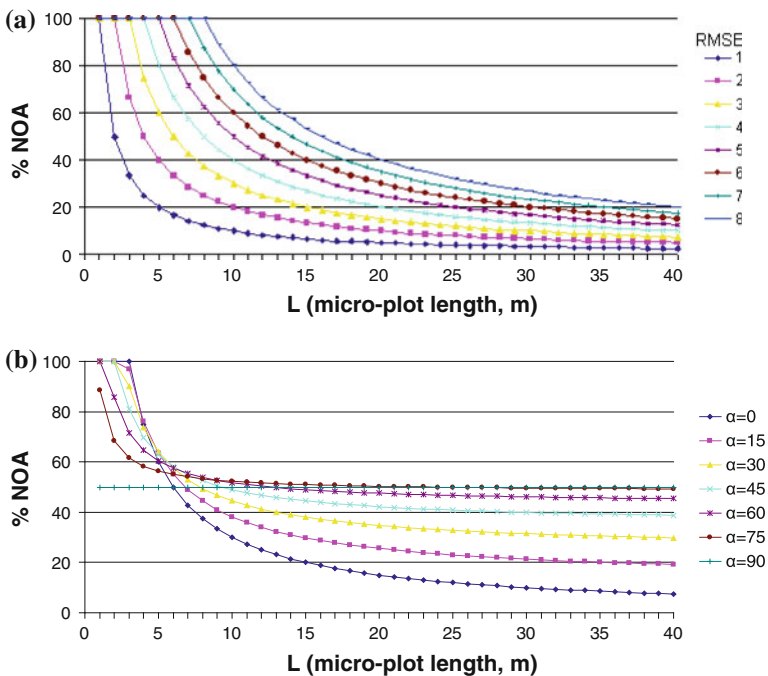 (a)
100
80
60
40
20
0
% NOA
0 5 10 15 20 25 30 35 40
L (micro-plot length, m)
RMSE
1
2
3
4
5
6
7
8
(b)
100
80
60
40
20
0
% NOA
0 5 10 15 20 25 30 35 40
L (micro-plot length, m)
α=0
α=15
α=30
α=45
α=60
α=75
α=90